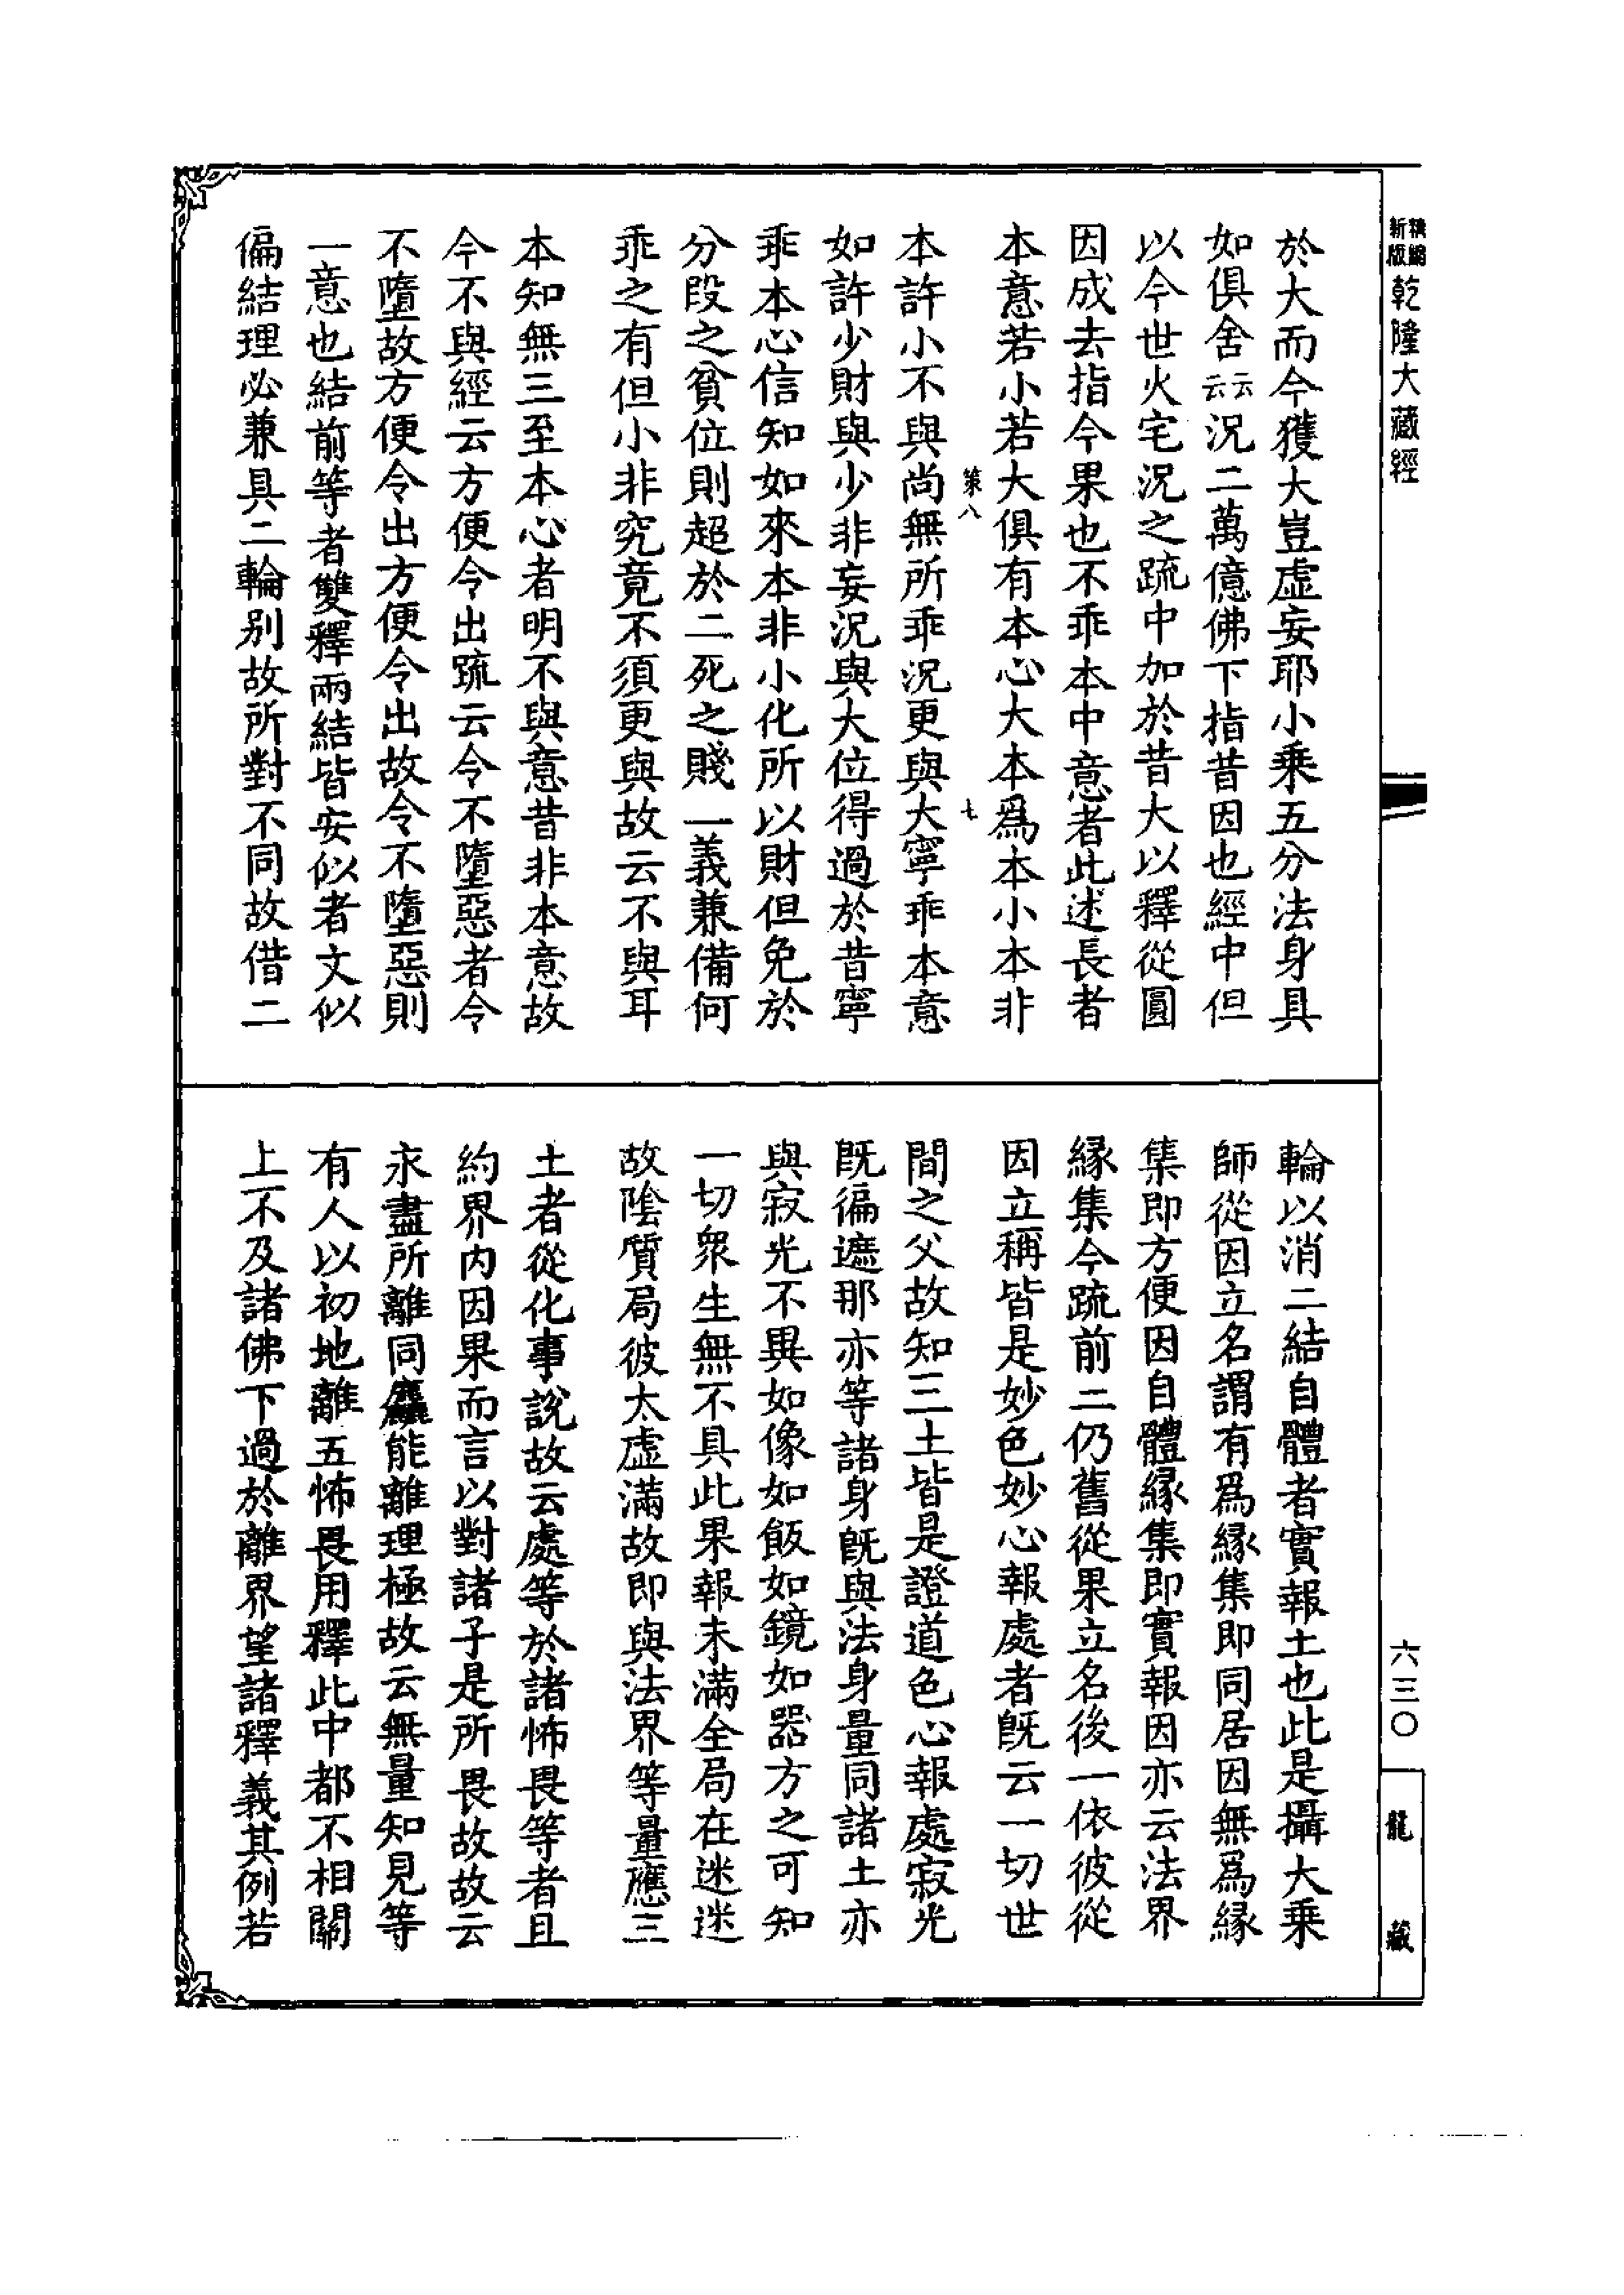 精編
新版
乾隆大藏經
於大而今獲大豈虛妄耶小乘五分法身具
如俱舍云云況二萬億佛下指昔因也經中但
以今世火宅況之疏中加於昔大以釋從圓
因成去指今果也不乖本中意者此述長者
本意若小若大俱有本心大本爲本小本非
策八
七
本許小不與尚無所乖況更與大寧乖本意
如許少財與少非妄況與大位得過於昔寧
乖本心信知如來本非小化所以財但免於
分段之貧位則超於二死之賤一義兼備何
乖之有但小非究竟不須更與故云不與耳
本知無三至本心者明不與意昔非本意故
今不與經云方便令出疏云令不墮惡者令
不墮故方便令出方便令出故令不墮惡則
一意也結前等者雙釋兩結皆安似者文似
偏結理必兼具二輪別故所對不同故借二
輪以消二結自體者實報土也此是攝大乘
師從因立名謂有爲緣集即同居因無爲緣
集即方便因自體緣集即實報因亦云法界
緣集今疏前二仍舊從果立名後一依彼從
因立稱皆是妙色妙心報處者既云一切世
間之父故知三土皆是證道色心報處寂光
既徧遮那亦等諸身既與法身量同諸土亦
與寂光不異如像如飯如鏡如器方之可知
一切眾生無不具此果報未滿全局在迷迷
故陰質局彼太虛滿故即與法界等量應三
土者從化事說故云處等於諸怖畏等者且
約界內因果而言以對諸子是所畏故故云
永盡所離同麤能離理極故云無量知見等
有人以初地離五怖畏用釋此中都不相關
上不及諸佛下過於離界望諸釋義其例若
六三〇
龍藏